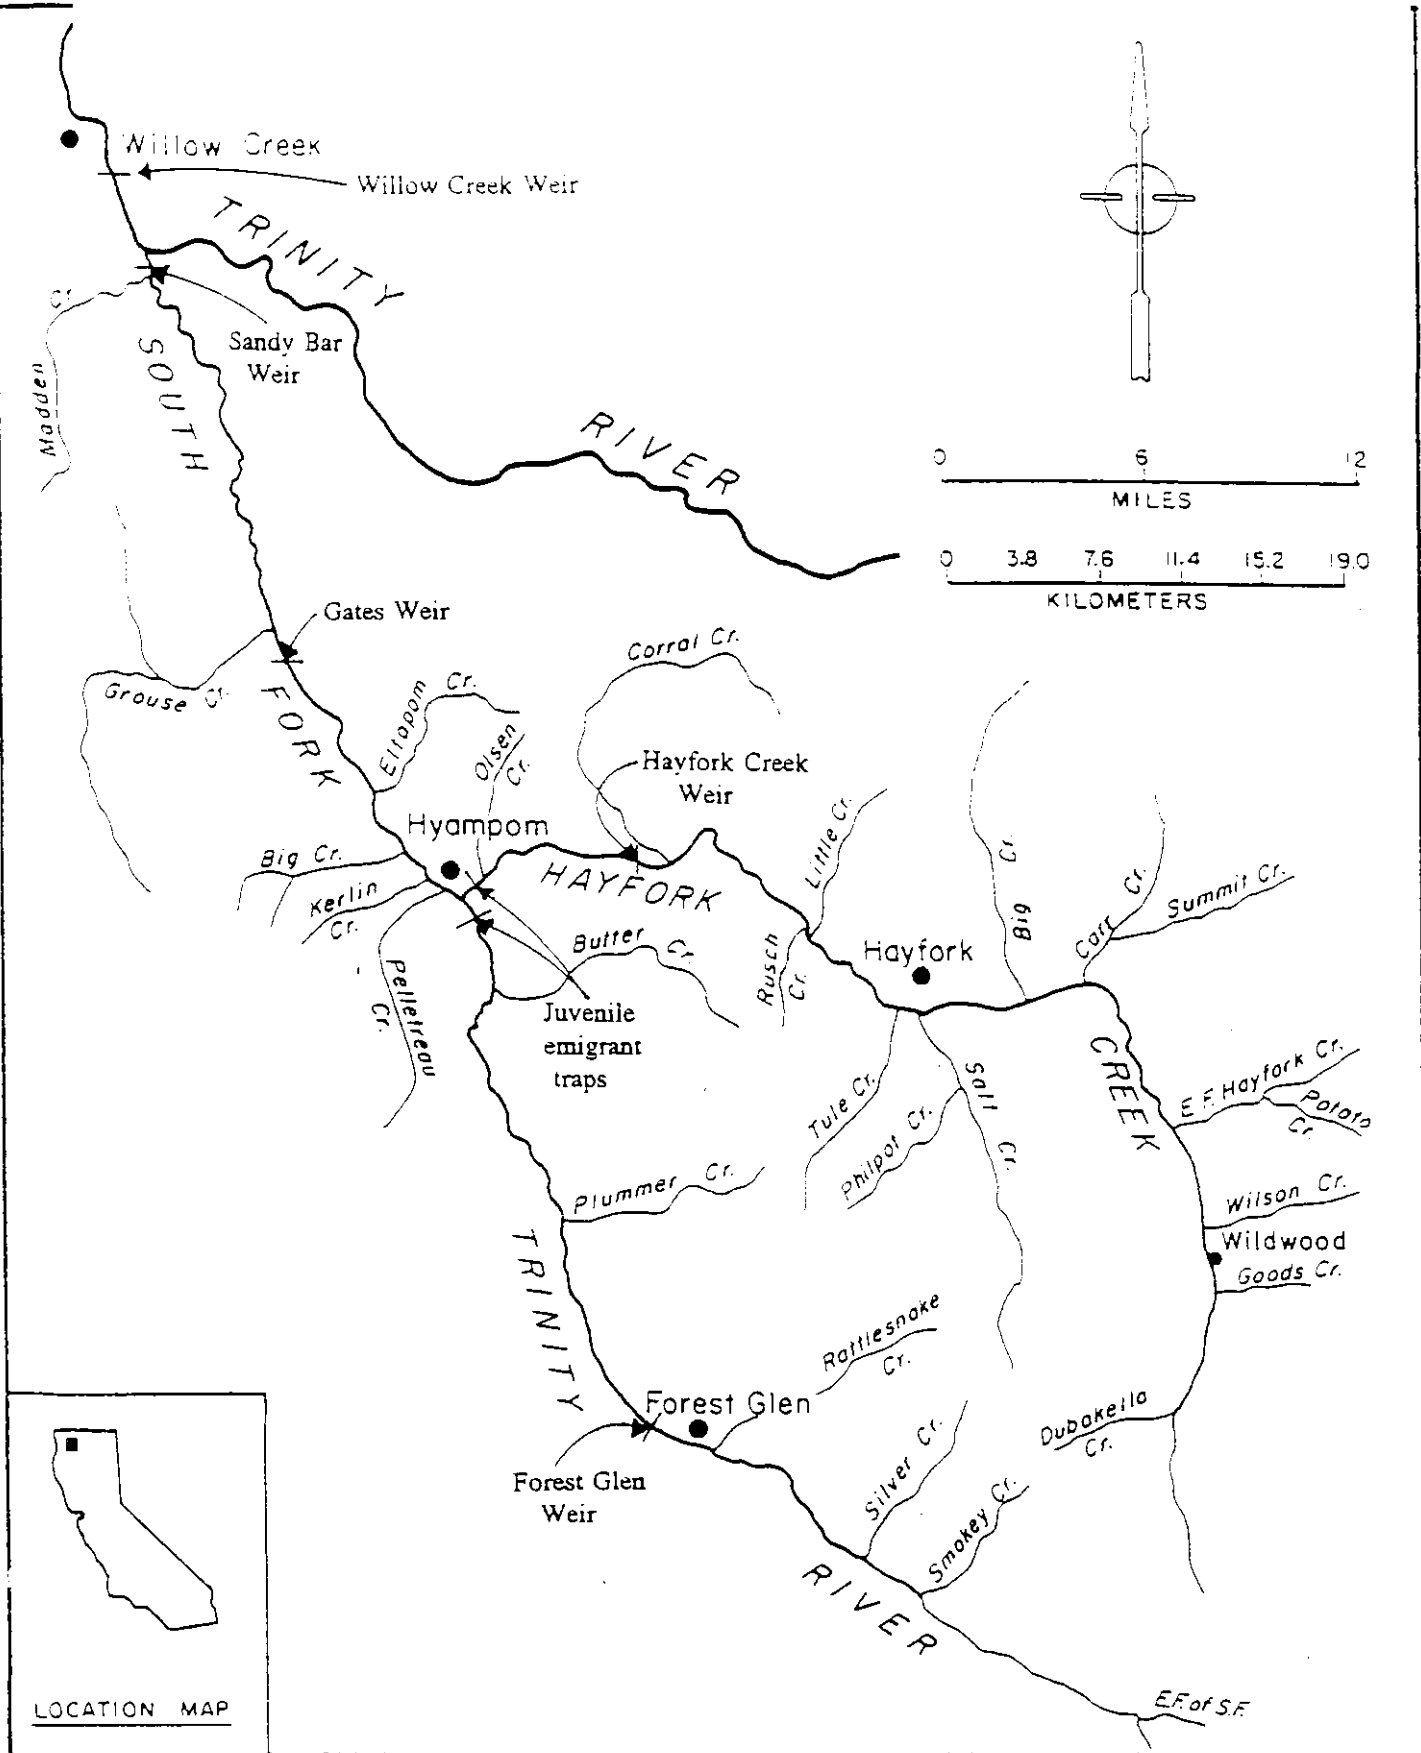 Willow Creek
Willow Creek Weir
TRINITY
RIVER
Cr.
Madden
Sandy Bar
Weir
SOUTH
FORK
TRINITY
RIVER
0 6 12
MILES
0 3.8 7.6 11.4 15.2 19.0
KILOMETERS
Gates Weir
Grouse Cr.
Eltapom Cr.
Olsen
Cr.
Corral Cr.
Hayfork Creek
Weir
Hyampom
HAYFORK
CREEK
Big Cr.
Kerlin
Cr.
Pelletreau
Cr.
Butter Cr.
Juvenile
emigrant
traps
Little Cr.
Rusch
Cr.
Hayfork
Big Cr.
Carr Cr.
Summit Cr.
Tule Cr.
Philpot Cr.
Salt Cr.
E.F. Hayfork Cr.
Potato
Cr.
Wilson Cr.
Wildwood
Goods Cr.
Plummer Cr.
Rattlesnake
Cr.
Dubakella
Cr.
Forest Glen
Forest Glen
Weir
Silver Cr.
Smokey Cr.
E.F. of S.F.
LOCATION MAP